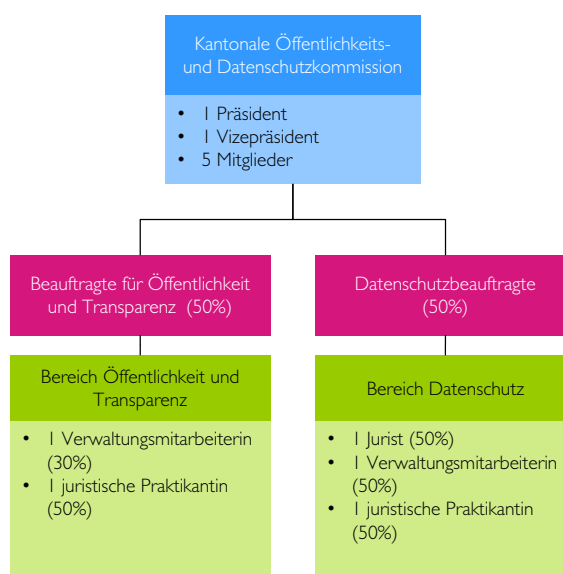 Kantonale Öffentlichkeits-
und Datenschutzkommission
• 1 Präsident
• 1 Vizepräsident
• 5 Mitglieder
Beauftragte für Öffentlichkeit
und Transparenz (50%)
Datenschutzbeauftragte
(50%)
Bereich Öffentlichkeit und
Transparenz
• 1 Verwaltungsmitarbeiterin
(30%)
• 1 juristische Praktikantin
(50%)
Bereich Datenschutz
• 1 Jurist (50%)
• 1 Verwaltungsmitarbeiterin
(50%)
• 1 juristische Praktikantin
(50%)